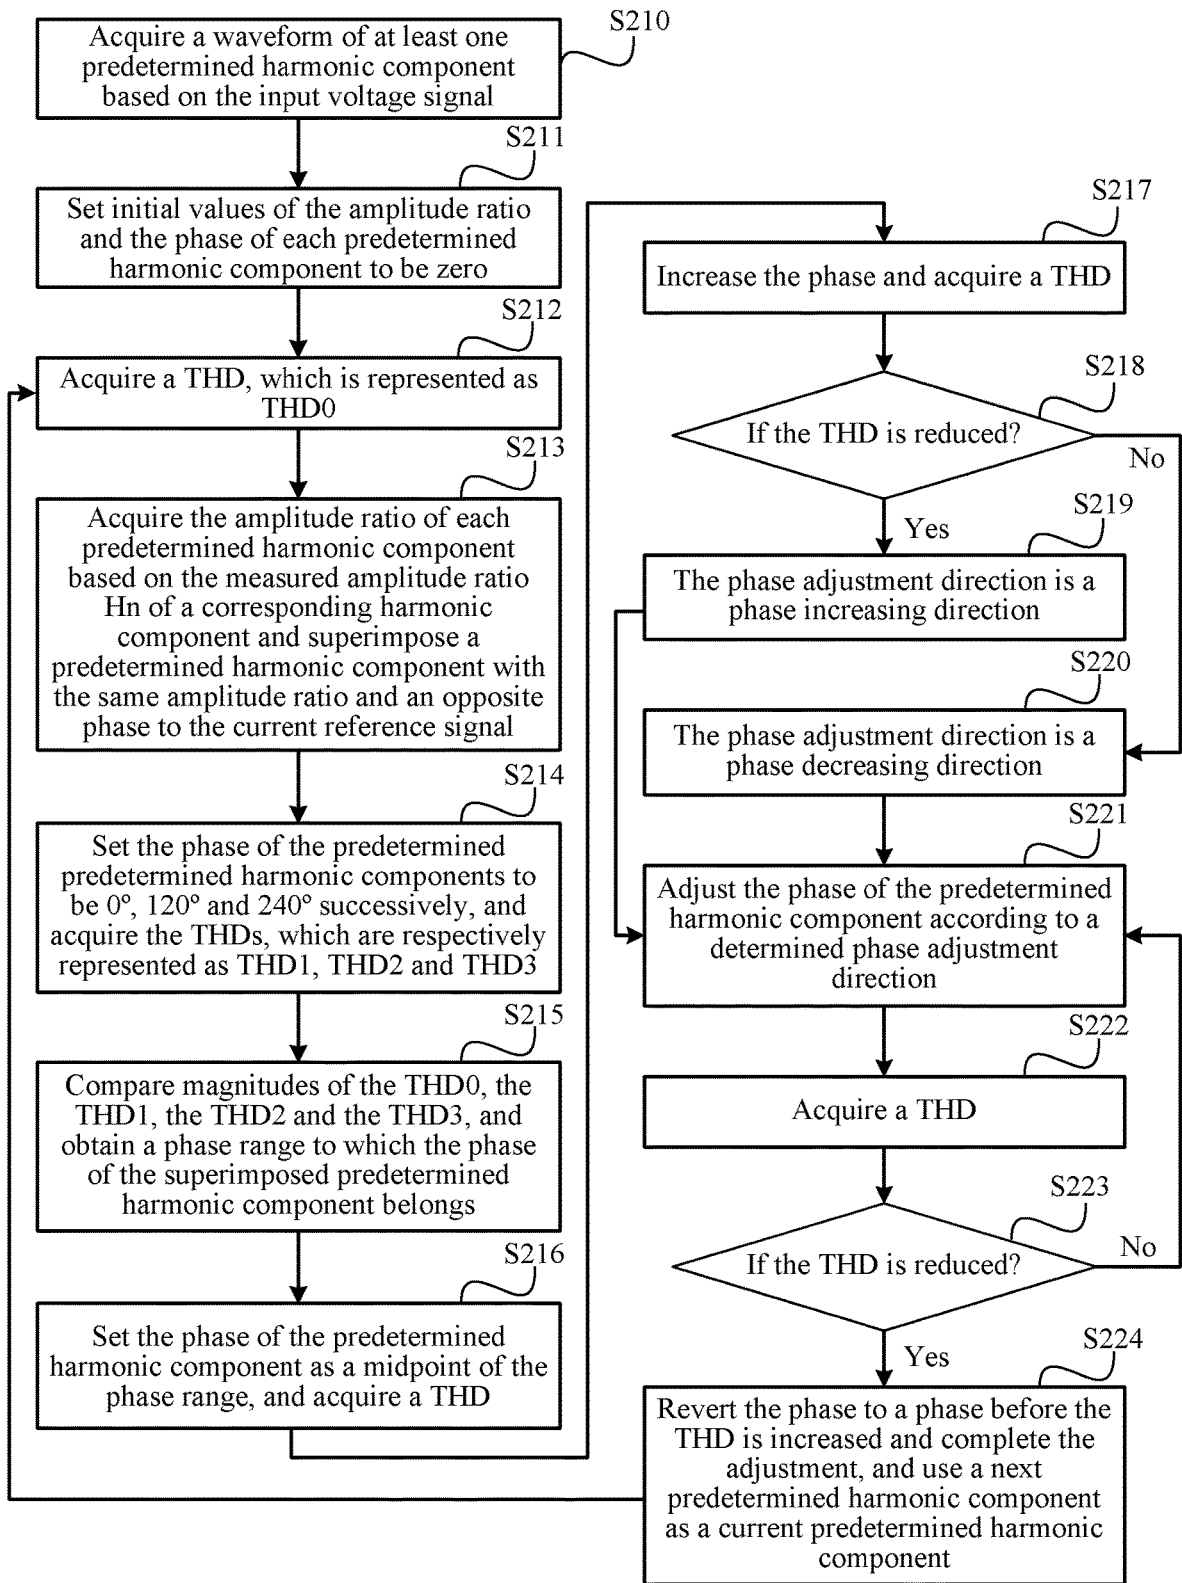 S210
Acquire a waveform of at least one
predetermined harmonic component
based on the input voltage signal
S211
Set initial values of the amplitude ratio
and the phase of each predetermined
harmonic component to be zero
S212
Acquire a THD, which is represented as
THD0
S213
Acquire the amplitude ratio of each
predetermined harmonic component
based on the measured amplitude ratio
Hn of a corresponding harmonic
component and superimpose a
predetermined harmonic component with
the same amplitude ratio and an opposite
phase to the current reference signal
S214
Set the phase of the predetermined
predetermined harmonic components to
be 0°, 120° and 240° successively, and
acquire the THDs, which are respectively
represented as THD1, THD2 and THD3
S215
Compare magnitudes of the THD0, the
THD1, the THD2 and the THD3, and
obtain a phase range to which the phase
of the superimposed predetermined
harmonic component belongs
S216
Set the phase of the predetermined
harmonic component as a midpoint of the
phase range, and acquire a THD
S217
Increase the phase and acquire a THD
S218
If the THD is reduced?
No
Yes
S219
The phase adjustment direction is a
phase increasing direction
S220
The phase adjustment direction is a
phase decreasing direction
S221
Adjust the phase of the predetermined
harmonic component according to a
determined phase adjustment
direction
S222
Acquire a THD
S223
If the THD is reduced?
No
Yes
S224
Revert the phase to a phase before the
THD is increased and complete the
adjustment, and use a next
predetermined harmonic component
as a current predetermined harmonic
component